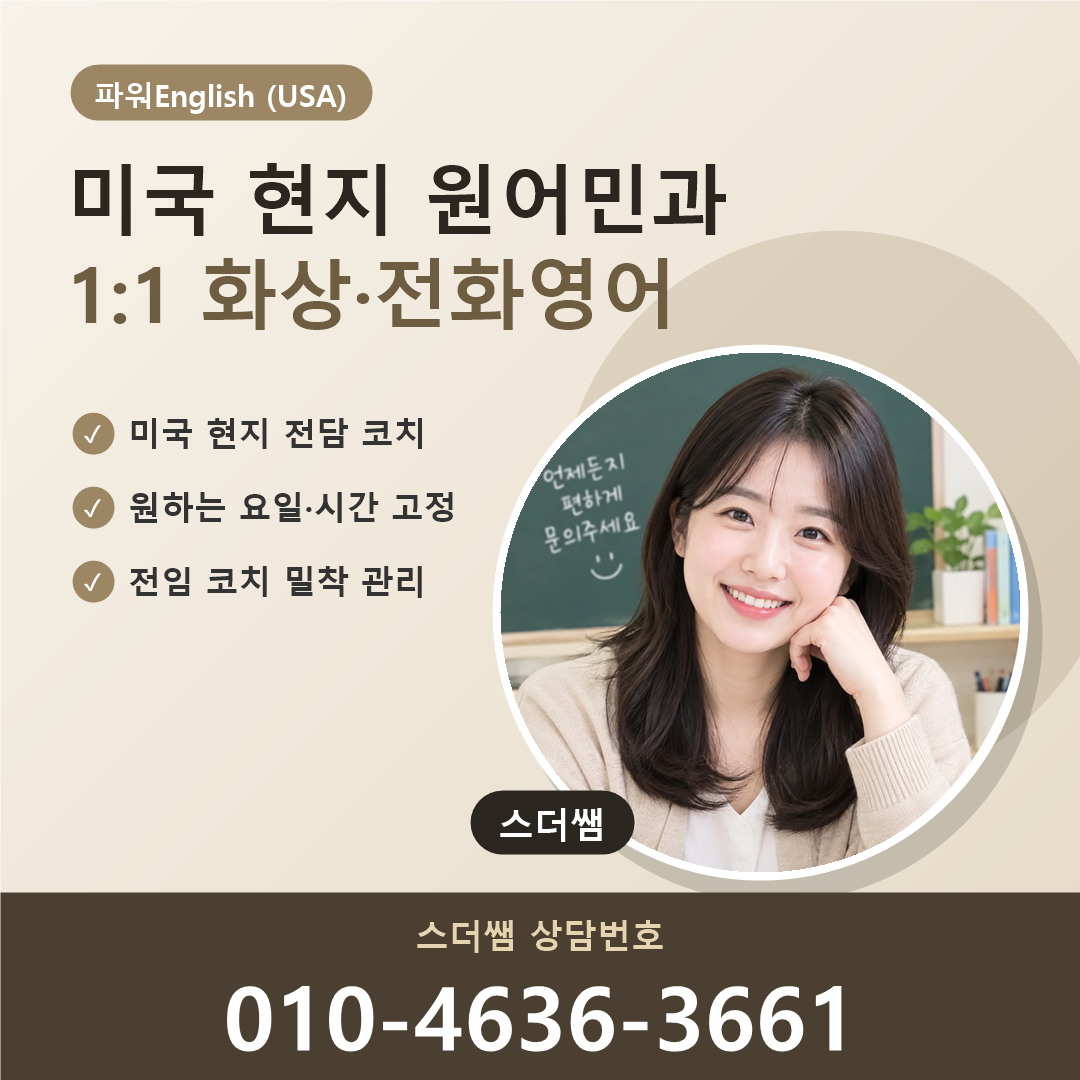 파워English (USA)
미국 현지 원어민과
1:1 화상·전화영어
✓ 미국 현지 전담 코치
✓ 원하는 요일·시간 고정
✓ 전임 코치 밀착 관리
언제든지
편하게
문의주세요
스더쌤
스더쌤 상담번호
010-4636-3661